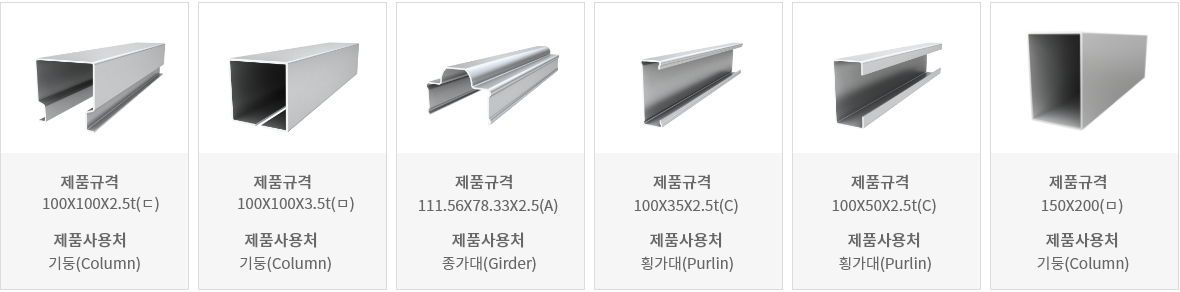 제품규격
100X100X2.5t(ㄷ)
제품사용처
기둥(Column)
제품규격
100X100X3.5t(ㅁ)
제품사용처
기둥(Column)
제품규격
111.56X78.33X2.5(A)
제품사용처
종가대(Girder)
제품규격
100X35X2.5t(C)
제품사용처
횡가대(Purlin)
제품규격
100X50X2.5t(C)
제품사용처
횡가대(Purlin)
제품규격
150X200(ㅁ)
제품사용처
기둥(Column)